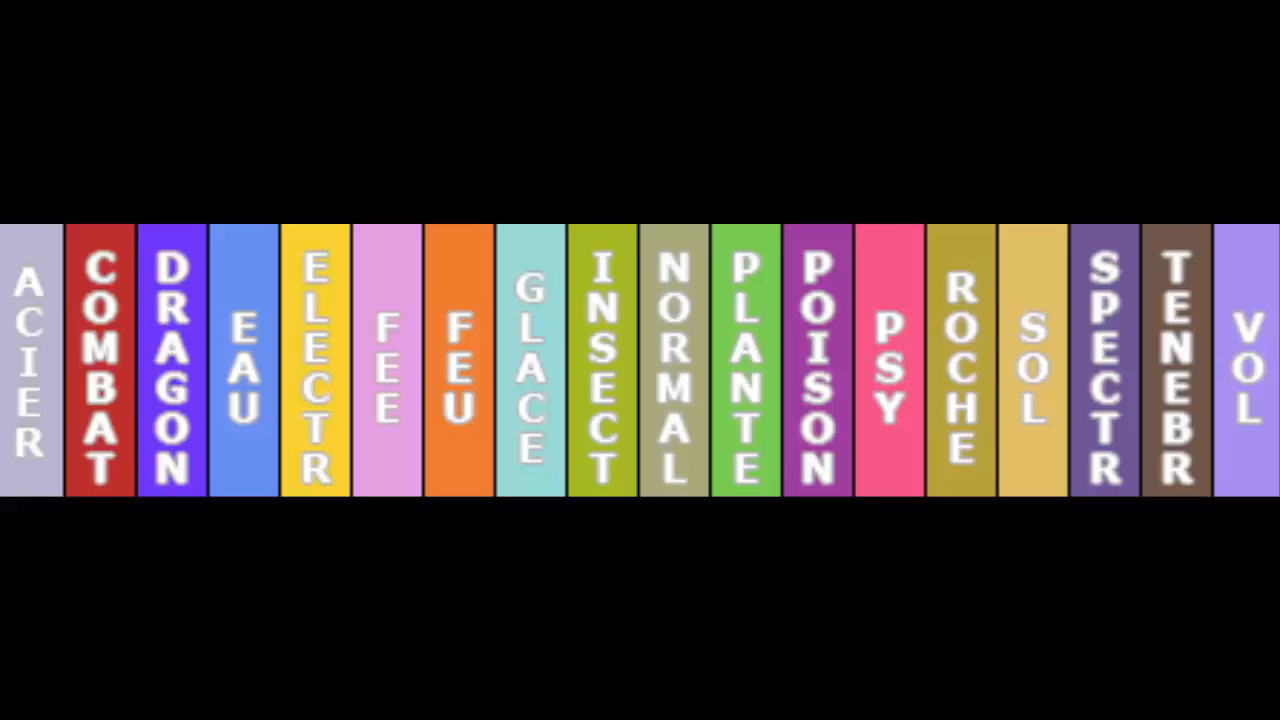 ACIER
COMBAT
DRAGON
EAU
ELECTR
FEE
FEU
GLACE
INSECT
NORMAL
PLANTE
POISON
PSY
ROCHE
SOL
SPECTR
TENEBR
VOL